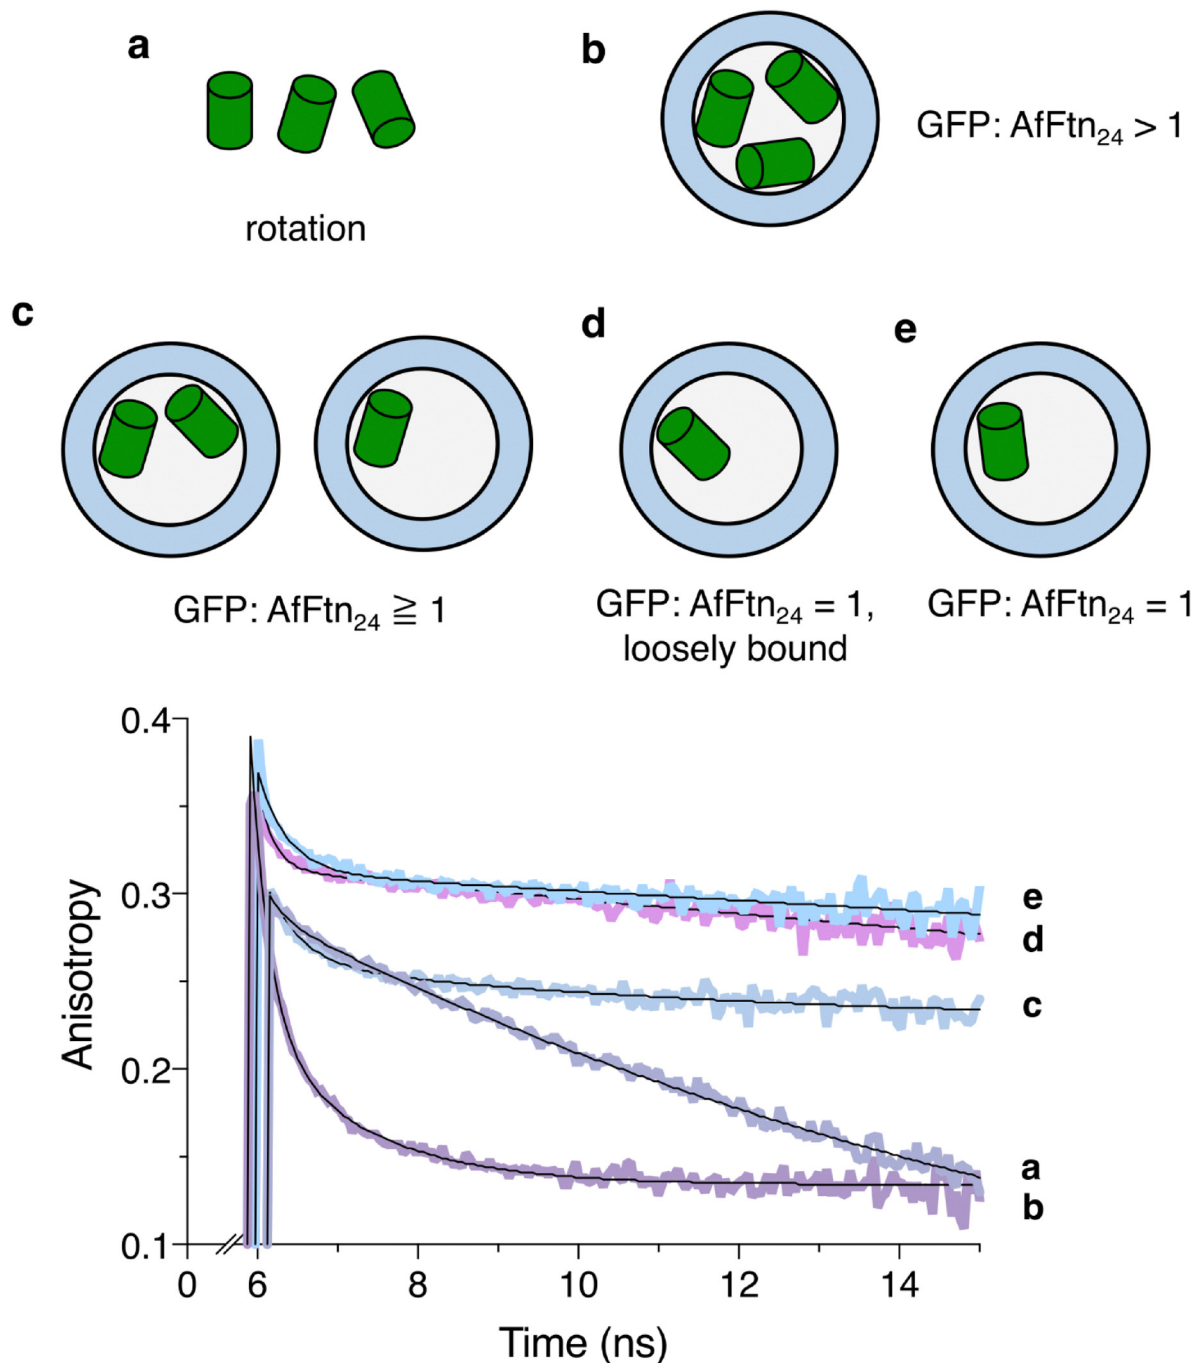 a
rotation
b
GFP: AfFtn24 > 1
c
GFP: AfFtn24 ≧ 1
d
GFP: AfFtn24 = 1,
loosely bound
e
GFP: AfFtn24 = 1
0.4
0.3
0.2
0.1
Anisotropy
e
d
c
a
b
0 6 8 10 12 14
Time (ns)